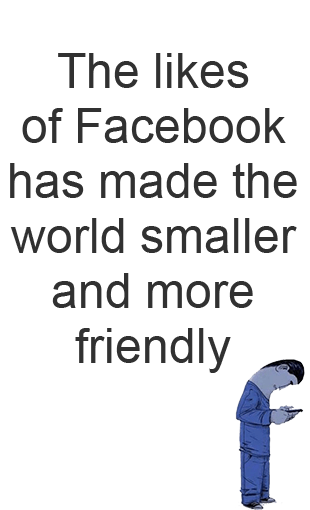 The likes
of Facebook
has made the
world smaller
and more
friendly